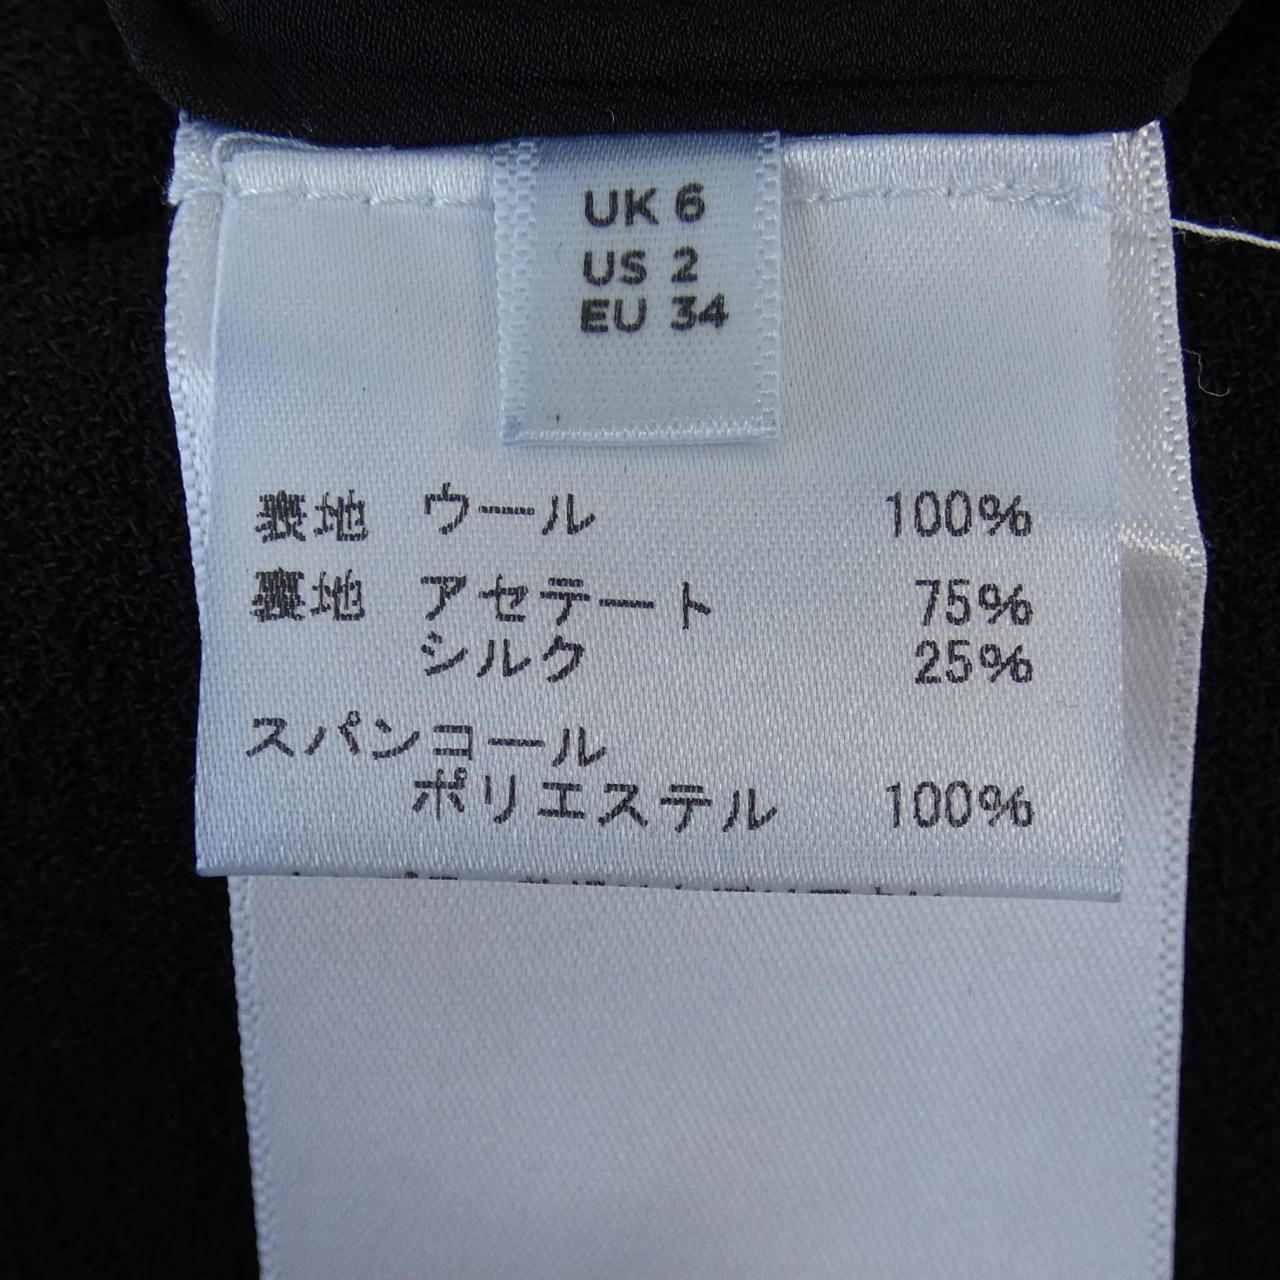 UK 6
US 2
EU 34
表地 ウール 100%
裏地 アセテート 75%
シルク 25%
スパンコール
ポリエステル 100%